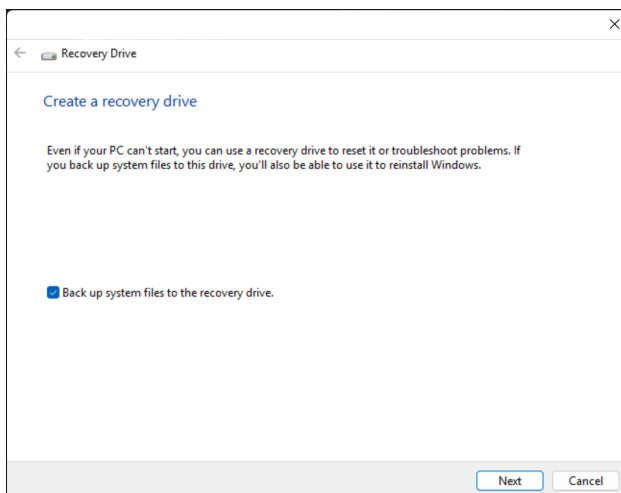 Recovery Drive
Create a recovery drive
Even if your PC can't start, you can use a recovery drive to reset it or troubleshoot problems. If
you back up system files to this drive, you'll also be able to use it to reinstall Windows.
Back up system files to the recovery drive.
Next Cancel